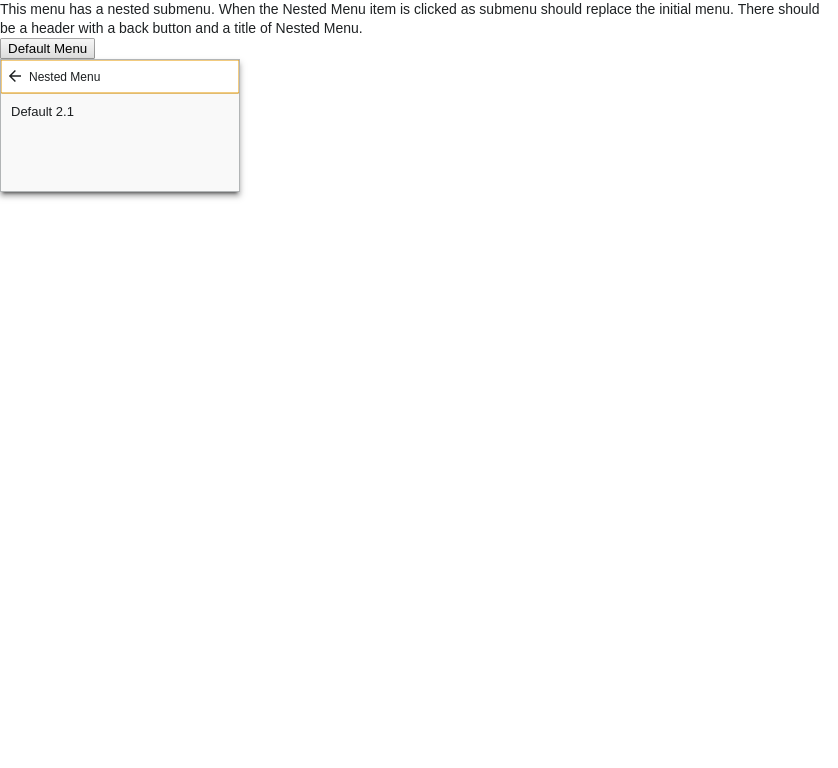 This menu has a nested submenu. When the Nested Menu item is clicked as submenu should replace the initial menu. There should
be a header with a back button and a title of Nested Menu.
Default Menu
Nested Menu
Default 2.1